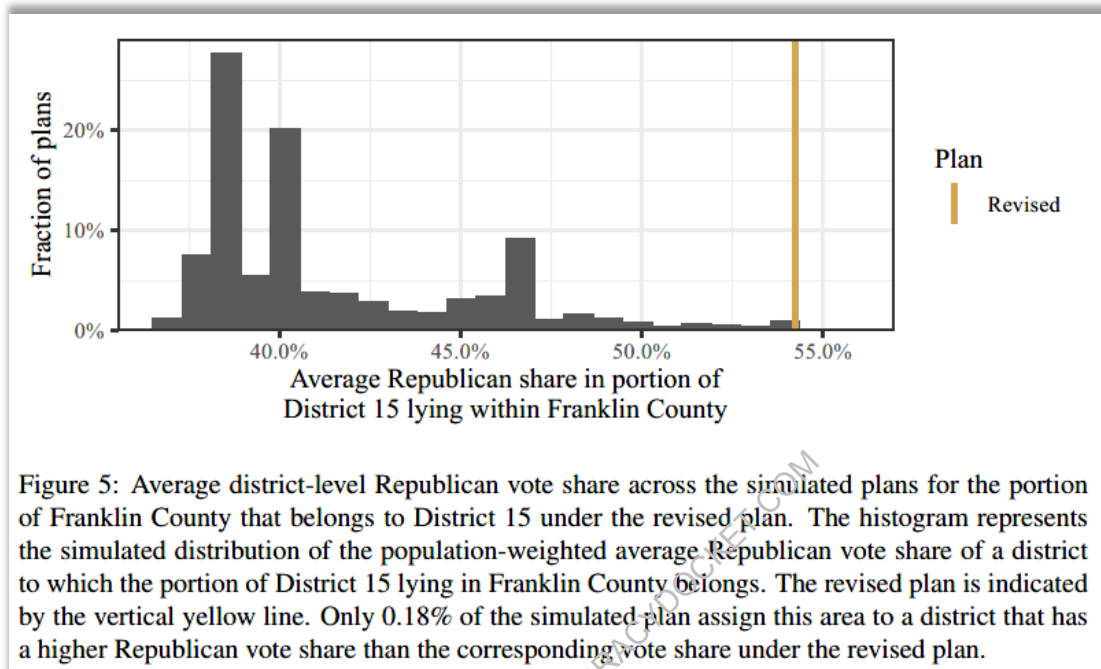 Fraction of plans
20%
10%
0%
40.0%
45.0%
50.0%
55.0%
Average Republican share in portion of
District 15 lying within Franklin County
Plan
Revised
Figure 5: Average district-level Republican vote share across the simulated plans for the portion
of Franklin County that belongs to District 15 under the revised plan. The histogram represents
the simulated distribution of the population-weighted average Republican vote share of a district
to which the portion of District 15 lying in Franklin County belongs. The revised plan is indicated
by the vertical yellow line. Only 0.18% of the simulated plan assign this area to a district that has
a higher Republican vote share than the corresponding vote share under the revised plan.
RACYDOCKET.COM